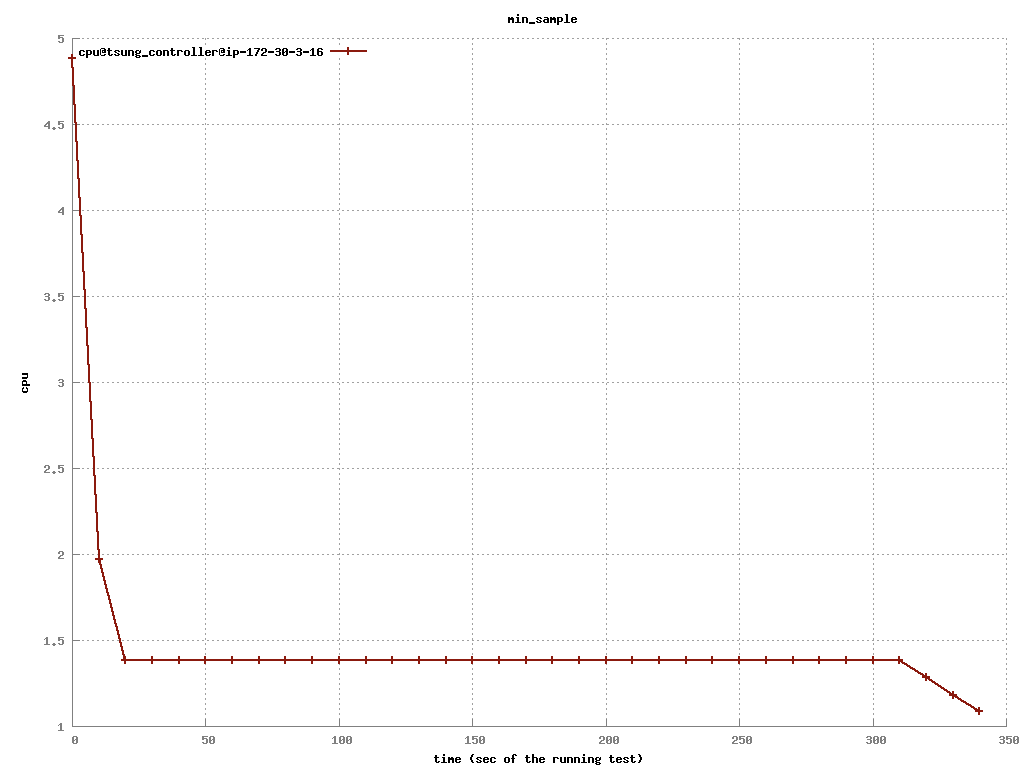 min_sample
cpu@tsung_controller@ip-172-30-3-16
5
4.5
4
3.5
3
2.5
2
1.5
1
cpu
0 50 100 150 200 250 300 350
time (sec of the running test)